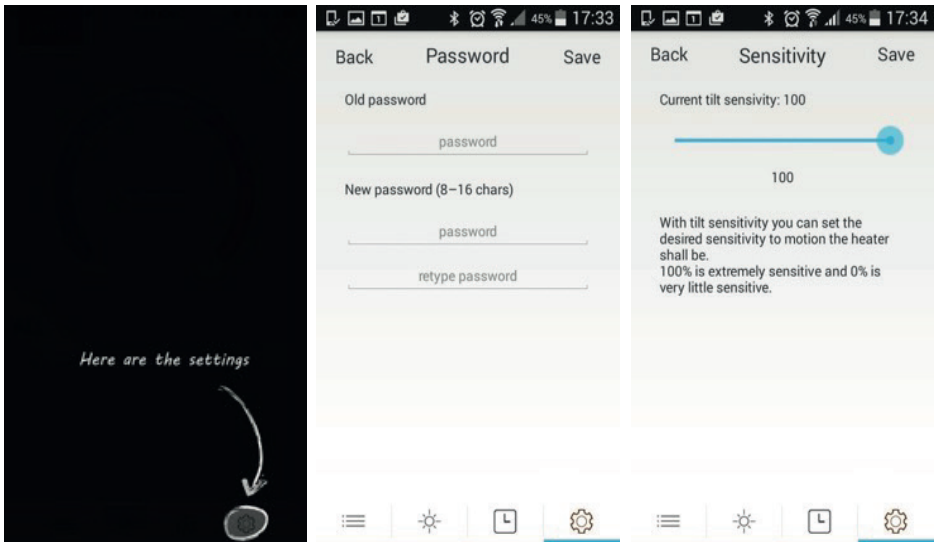 Here are the settings
45% 17:33
Back Password Save
Old password
password
New password (8–16 chars)
password
retype password
45% 17:34
Back Sensitivity Save
Current tilt sensivity: 100
100
With tilt sensitivity you can set the
desired sensitivity to motion the heater
shall be.
100% is extremely sensitive and 0% is
very little sensitive.